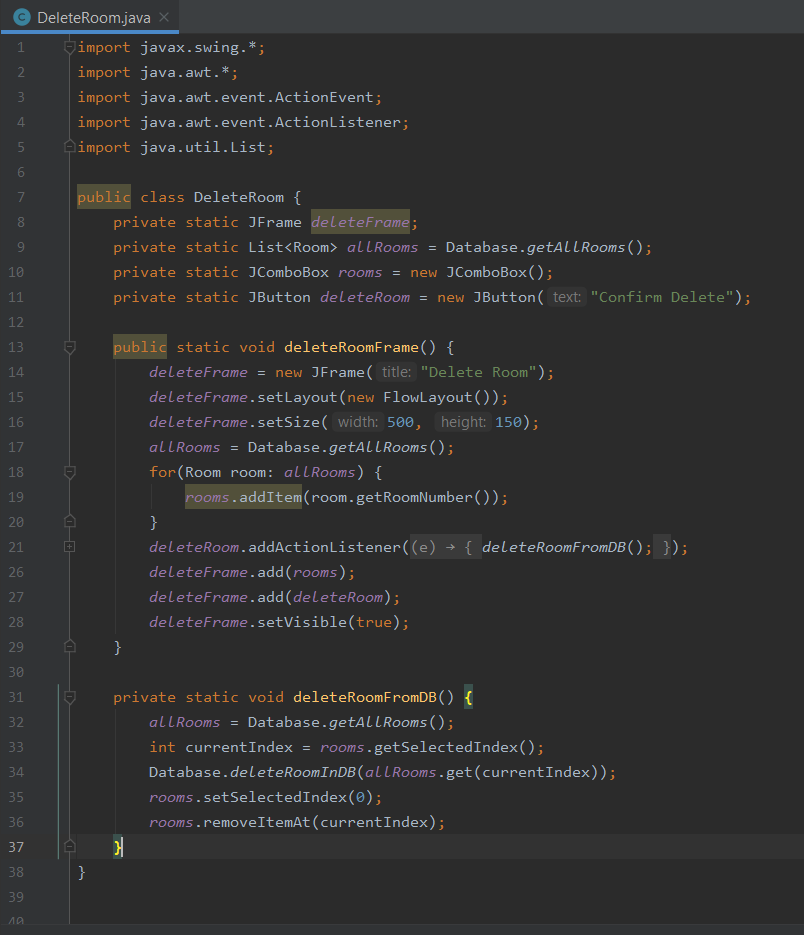 C DeleteRoom.java ×
1 import javax.swing.*;
2 import java.awt.*;
3 import java.awt.event.ActionEvent;
4 import java.awt.event.ActionListener;
5 import java.util.List;
6
7 public class DeleteRoom {
8     private static JFrame deleteFrame;
9     private static List<Room> allRooms = Database.getAllRooms();
10     private static JComboBox rooms = new JComboBox();
11     private static JButton deleteRoom = new JButton( text: "Confirm Delete");
12
13     public static void deleteRoomFrame() {
14         deleteFrame = new JFrame( title: "Delete Room");
15         deleteFrame.setLayout(new FlowLayout());
16         deleteFrame.setSize( width: 500, height: 150);
17         allRooms = Database.getAllRooms();
18         for(Room room: allRooms) {
19             rooms.addItem(room.getRoomNumber());
20         }
21         deleteRoom.addActionListener((e) → { deleteRoomFromDB(); });
26         deleteFrame.add(rooms);
27         deleteFrame.add(deleteRoom);
28         deleteFrame.setVisible(true);
29     }
30
31     private static void deleteRoomFromDB() {
32         allRooms = Database.getAllRooms();
33         int currentIndex = rooms.getSelectedIndex();
34         Database.deleteRoomInDB(allRooms.get(currentIndex));
35         rooms.setSelectedIndex(0);
36         rooms.removeItemAt(currentIndex);
37     }
38 }
39
40